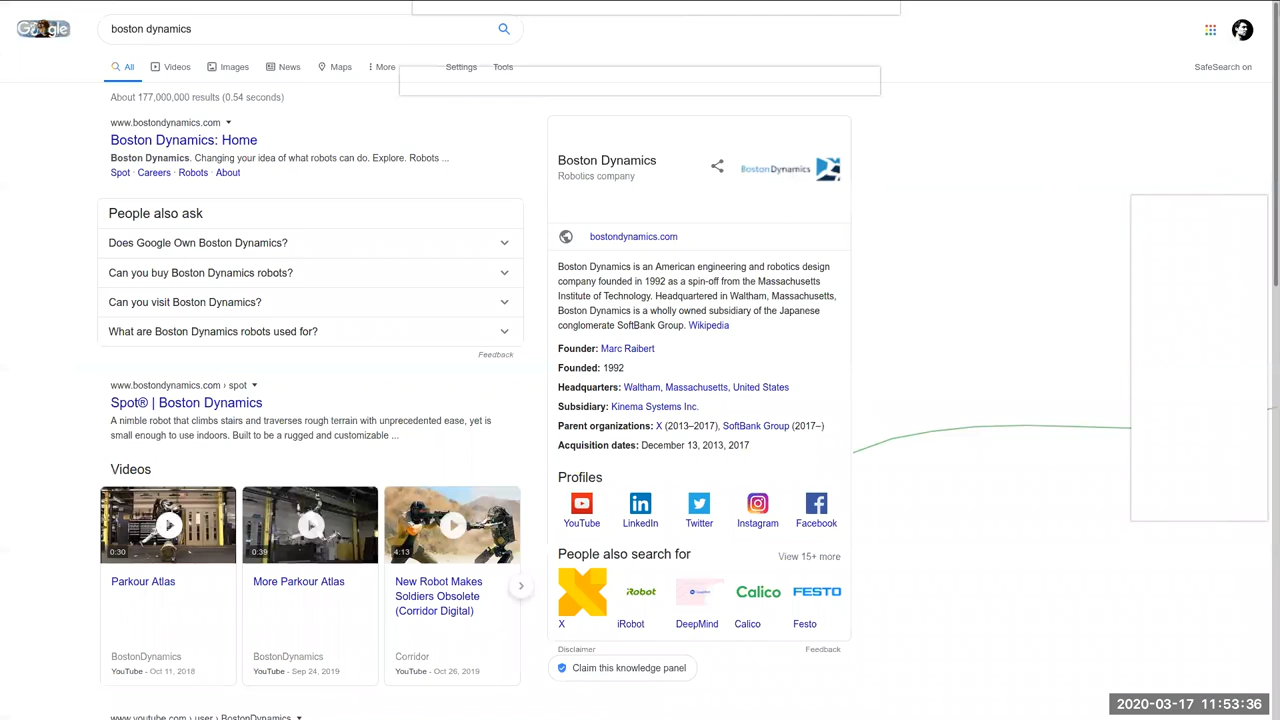 Google
boston dynamics
All
Videos
Images
News
Maps
More
Settings
Tools
SafeSearch on
About 177,000,000 results (0.54 seconds)
www.bostondynamics.com
Boston Dynamics: Home
Boston Dynamics. Changing your idea of what robots can do. Explore. Robots ...
Spot · Careers · Robots · About
People also ask
Does Google Own Boston Dynamics?
Can you buy Boston Dynamics robots?
Can you visit Boston Dynamics?
What are Boston Dynamics robots used for?
Feedback
www.bostondynamics.com › spot
Spot® | Boston Dynamics
A nimble robot that climbs stairs and traverses rough terrain with unprecedented ease, yet is
small enough to use indoors. Built to be a rugged and customizable ...
Videos
0:30
0:39
4:13
Parkour Atlas
More Parkour Atlas
New Robot Makes
Soldiers Obsolete
(Corridor Digital)
BostonDynamics
YouTube - Oct 11, 2018
BostonDynamics
YouTube - Sep 24, 2019
Corridor
YouTube - Oct 26, 2019
www.youtube.com › user › BostonDynamics
Boston Dynamics
Robotics company
BostonDynamics
bostondynamics.com
Boston Dynamics is an American engineering and robotics design
company founded in 1992 as a spin-off from the Massachusetts
Institute of Technology. Headquartered in Waltham, Massachusetts,
Boston Dynamics is a wholly owned subsidiary of the Japanese
conglomerate SoftBank Group. Wikipedia
Founder: Marc Raibert
Founded: 1992
Headquarters: Waltham, Massachusetts, United States
Subsidiary: Kinema Systems Inc.
Parent organizations: X (2013–2017), SoftBank Group (2017–)
Acquisition dates: December 13, 2013, 2017
Profiles
YouTube
LinkedIn
Twitter
Instagram
Facebook
People also search for
View 15+ more
iRobot
Calico
FESTO
X
iRobot
DeepMind
Calico
Festo
Disclaimer
Feedback
Claim this knowledge panel
2020-03-17 11:53:36